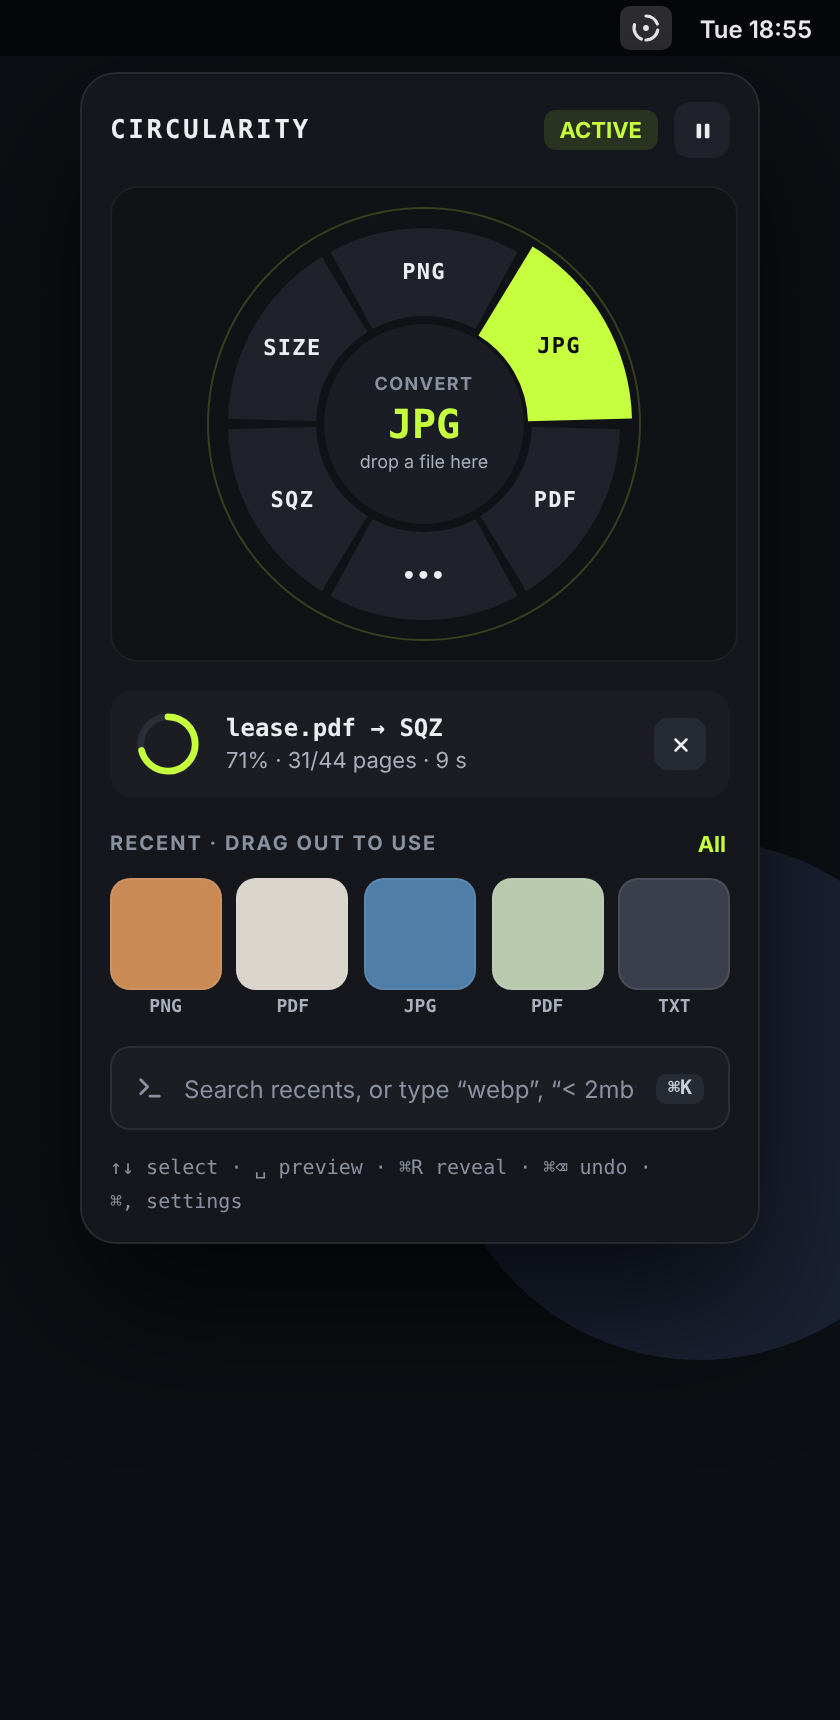 Tue 18:55
CIRCULARITY
ACTIVE
PNG
SIZE
JPG
CONVERT
JPG
drop a file here
SQZ
PDF
•••
lease.pdf → SQZ
71% · 31/44 pages · 9 s
RECENT · DRAG OUT TO USE
All
PNG
PDF
JPG
PDF
TXT
Search recents, or type “webp”, “< 2mb
⌘K
↑↓ select · ␣ preview · ⌘R reveal · ⌘⌫ undo ·
⌘, settings